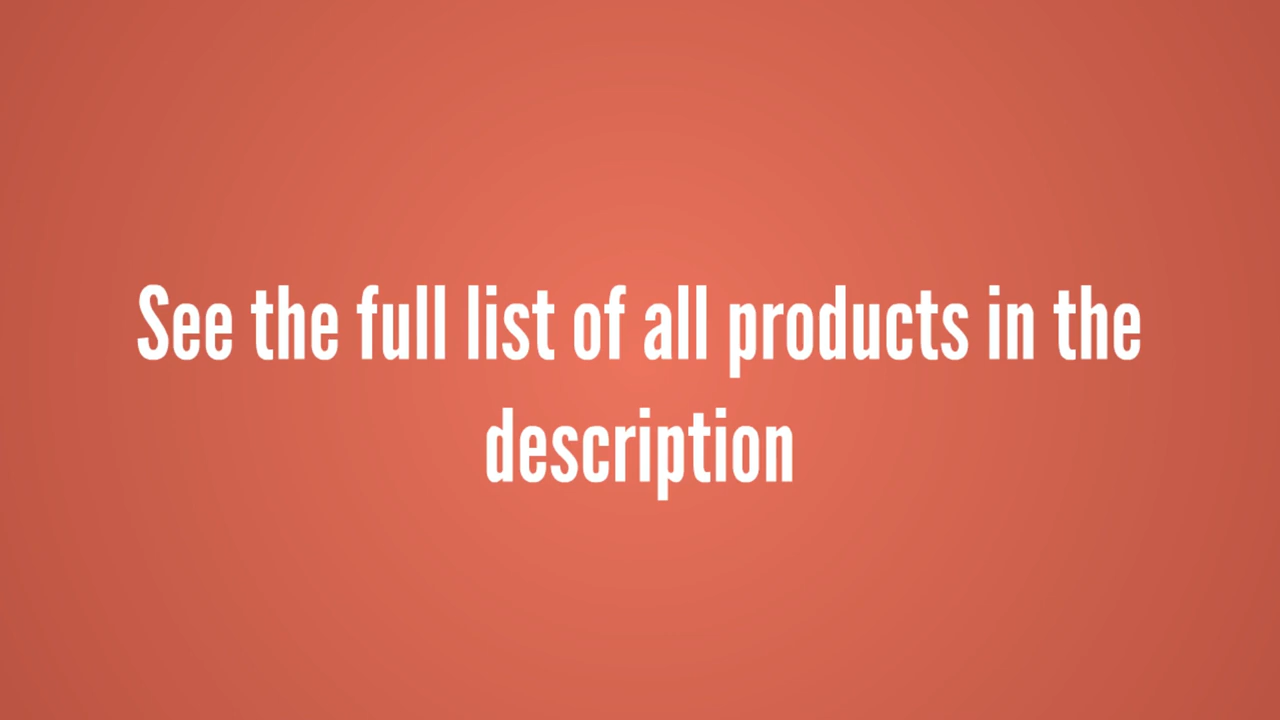 See the full list of all products in the
description